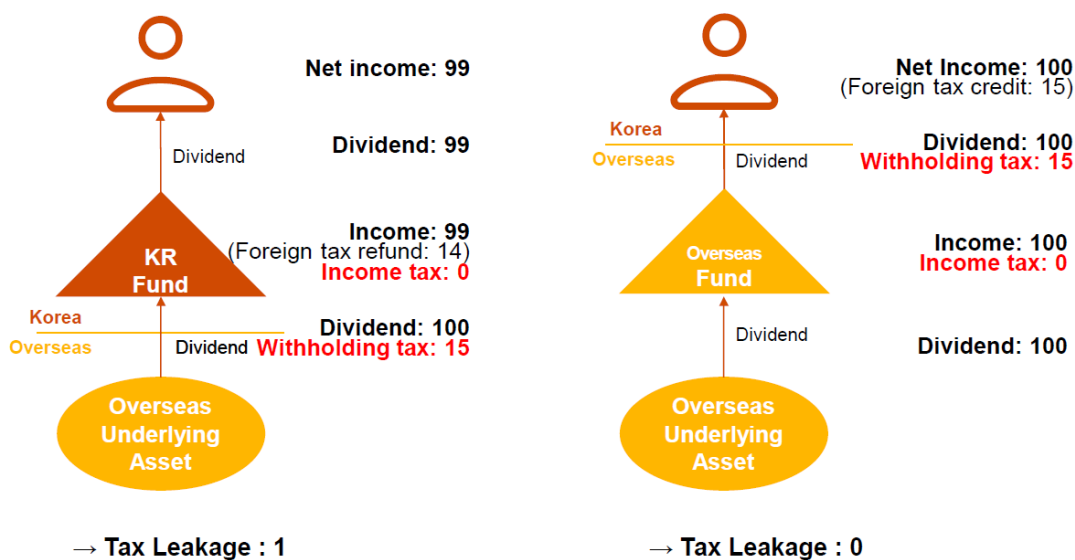 Net income: 99
Dividend: 99
Dividend
Income: 99
(Foreign tax refund: 14)
Income tax: 0
KR
Fund
Korea
Overseas
Dividend: 100
Dividend
Withholding tax: 15
Overseas
Underlying
Asset
→ Tax Leakage : 1
Net Income: 100
(Foreign tax credit: 15)
Korea
Overseas
Dividend: 100
Dividend
Withholding tax: 15
Income: 100
Income tax: 0
Overseas
Fund
Dividend
Dividend: 100
Overseas
Underlying
Asset
→ Tax Leakage : 0